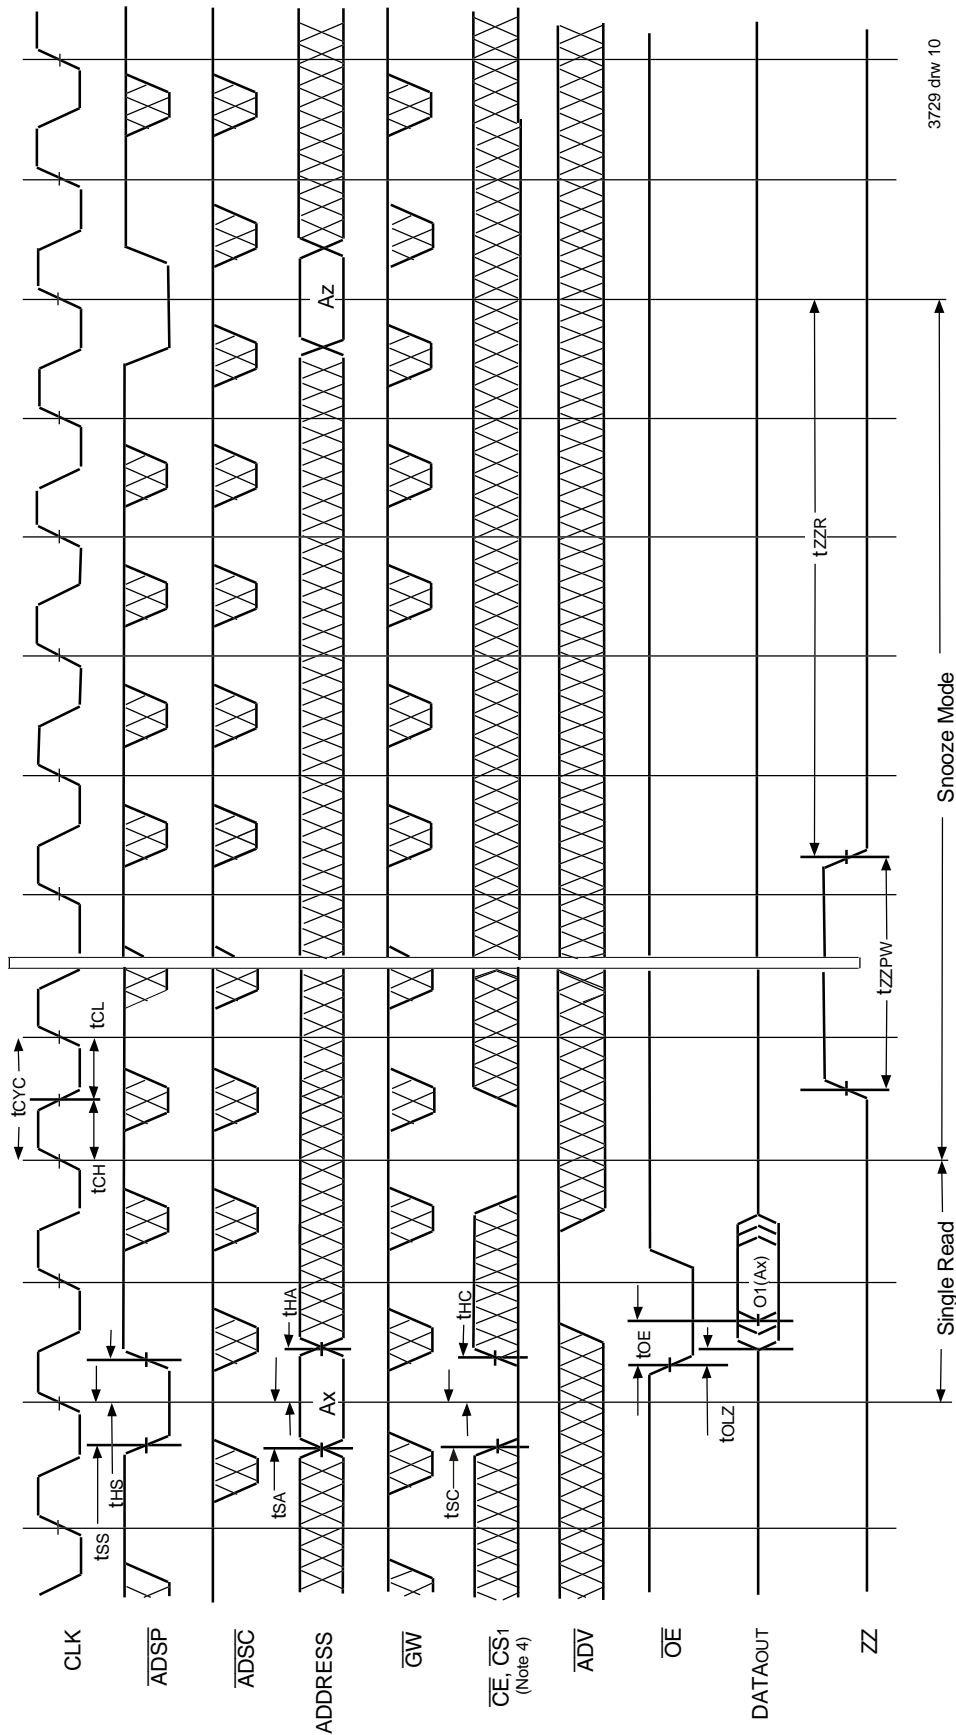 CLK
tCYC
tCH
tCL
ADSP
tSS
tHS
ADSC
ADDRESS
tSA
tHA
Ax
Az
GW
CE, CS1
(Note 4)
tSC
tHC
ADV
OE
tOE
tOLZ
DATAOUT
O1(Ax)
ZZ
tZZPW
tZZR
Single Read
Snooze Mode
3729 drw 10